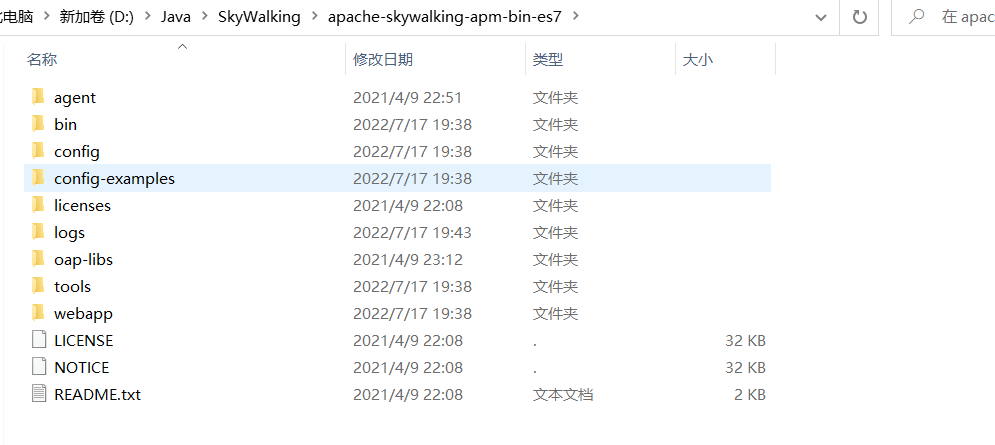 电脑 > 新加卷 (D:) > Java > SkyWalking > apache-skywalking-apm-bin-es7 > 在 apac
名称 修改日期 类型 大小
agent 2021/4/9 22:51 文件夹
bin 2022/7/17 19:38 文件夹
config 2022/7/17 19:38 文件夹
config-examples 2022/7/17 19:38 文件夹
licenses 2021/4/9 22:08 文件夹
logs 2022/7/17 19:43 文件夹
oap-libs 2021/4/9 23:12 文件夹
tools 2022/7/17 19:38 文件夹
webapp 2022/7/17 19:38 文件夹
LICENSE 2021/4/9 22:08 . 32 KB
NOTICE 2021/4/9 22:08 . 32 KB
README.txt 2021/4/9 22:08 文本文档 2 KB